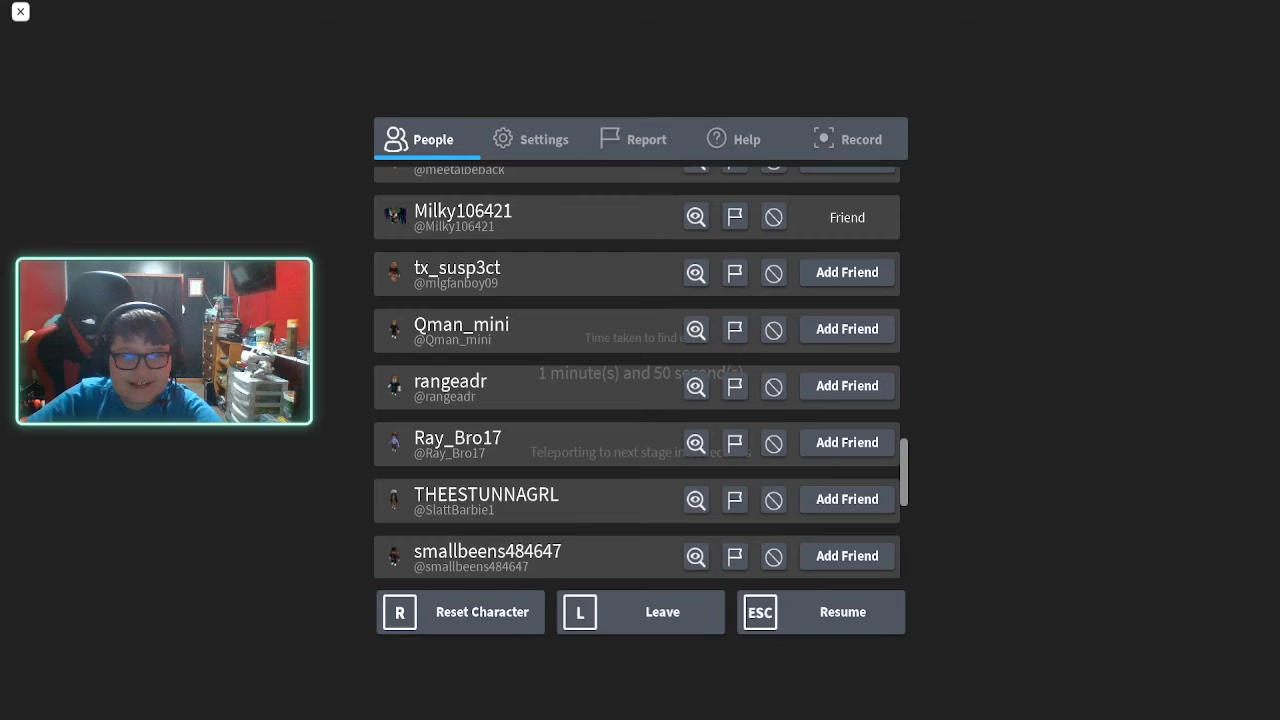 People Settings Report Help Record
@meetalbeback
Milky106421
@Milky106421
Friend
tx_susp3ct
@mlgfanboy09
Add Friend
Qman_mini
@Qman_mini
Add Friend
Time taken to find
rangeadr
@rangeadr
Add Friend
1 minute(s) and 50 second(s)
Ray_Bro17
@Ray_Bro17
Add Friend
Teleporting to next stage in
THEESTUNNAGRL
@SlattBarbie1
Add Friend
smallbeens484647
@smallbeens484647
Add Friend
R Reset Character
L Leave
ESC Resume